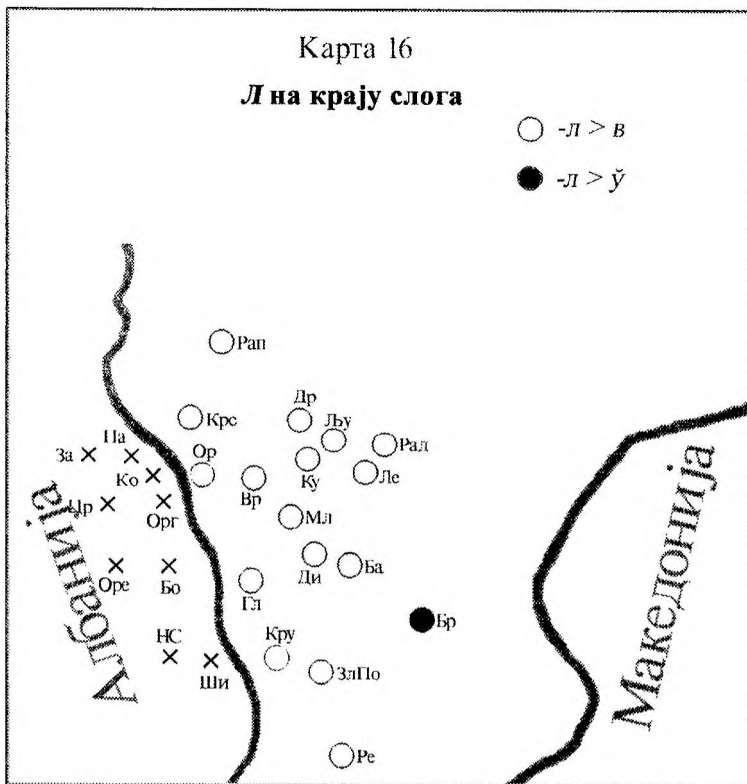 Карта 16
Л на крају слога
-л > в
-л > ў
Рап
Крс
Др
Љу
Рад
За
Па
Ор
Ку
Ле
Ко
Вр
Цр
Орг
Мл
Ди
Ба
Оре
Бо
Гл
Бр
НС
Ши
Кру
ЗлПо
Ре
Албанија
Македонија